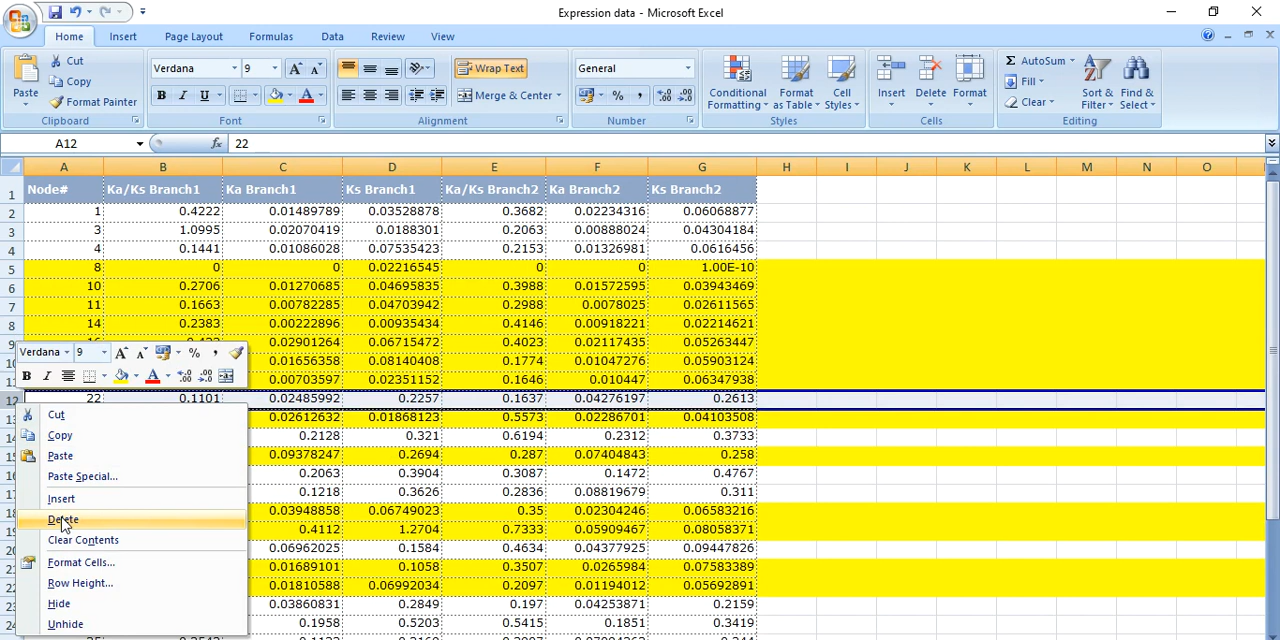 Expression data - Microsoft Excel
Home Insert Page Layout Formulas Data Review View
Paste
Cut
Copy
Format Painter
Clipboard
Verdana 9
B I U
Font
Wrap Text
Merge & Center
Alignment
General
Number
Conditional Formatting
Format as Table
Cell Styles
Styles
Insert Delete Format
Cells
AutoSum
Fill
Clear
Sort & Filter
Find & Select
Editing
A12 fx 22
A B C D E F G H I J K L M N O
1 Node# Ka/Ks Branch1 Ka Branch1 Ks Branch1 Ka/Ks Branch2 Ka Branch2 Ks Branch2
2 1 0.4222 0.01489789 0.03528878 0.3682 0.02234316 0.06068877
3 3 1.0995 0.02070419 0.0188301 0.2063 0.00888024 0.04304184
4 4 0.1441 0.01086028 0.07535423 0.2153 0.01326981 0.0616456
5 8 0 0 0.02216545 0 0 1.00E-10
6 10 0.2706 0.01270685 0.04695835 0.3988 0.01572595 0.03943469
7 11 0.1663 0.00782285 0.04703942 0.2988 0.0078025 0.02611565
8 14 0.2383 0.00222896 0.00935434 0.4146 0.00918221 0.02214621
9 0.02901264 0.06715472 0.4023 0.02117435 0.05263447
10 0.01656358 0.08140408 0.1774 0.01047276 0.05903124
11 0.00703597 0.02351152 0.1646 0.010447 0.06347938
12 22 0.1101 0.02485992 0.2257 0.1637 0.04276197 0.2613
13 0.02612632 0.01868123 0.5573 0.02286701 0.04103508
14 0.2128 0.321 0.6194 0.2312 0.3733
15 0.09378247 0.2694 0.287 0.07404843 0.258
16 0.2063 0.3904 0.3087 0.1472 0.4767
17 0.1218 0.3626 0.2836 0.08819679 0.311
18 0.03948858 0.06749023 0.35 0.02304246 0.06583216
19 0.4112 1.2704 0.7333 0.05909467 0.08058371
20 0.06962025 0.1584 0.4634 0.04377925 0.09447826
21 0.01689101 0.1058 0.3507 0.0265984 0.07583389
22 0.01810588 0.06992034 0.2097 0.01194012 0.05692891
23 0.03860831 0.2849 0.197 0.04253871 0.2159
24 0.1958 0.5203 0.5415 0.1851 0.3419
Verdana 9
B I
Cut
Copy
Paste
Paste Special...
Insert
Delete
Clear Contents
Format Cells...
Row Height...
Hide
Unhide